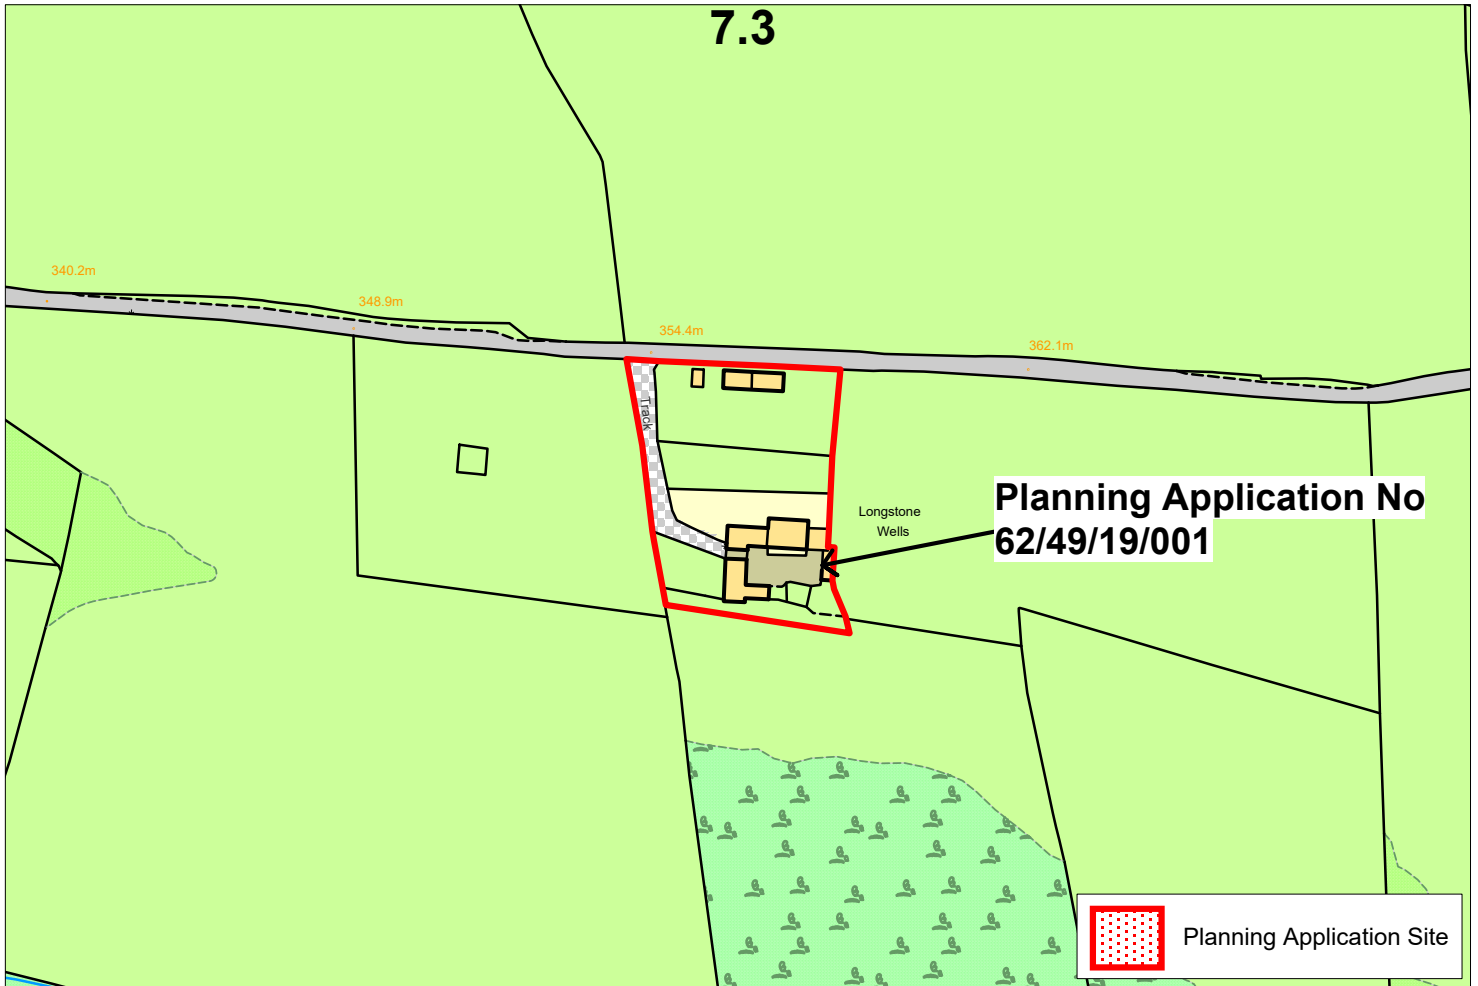 7.3
340.2m
348.9m
354.4m
362.1m
Track
Longstone
Wells
Planning Application No
62/49/19/001
Planning Application Site